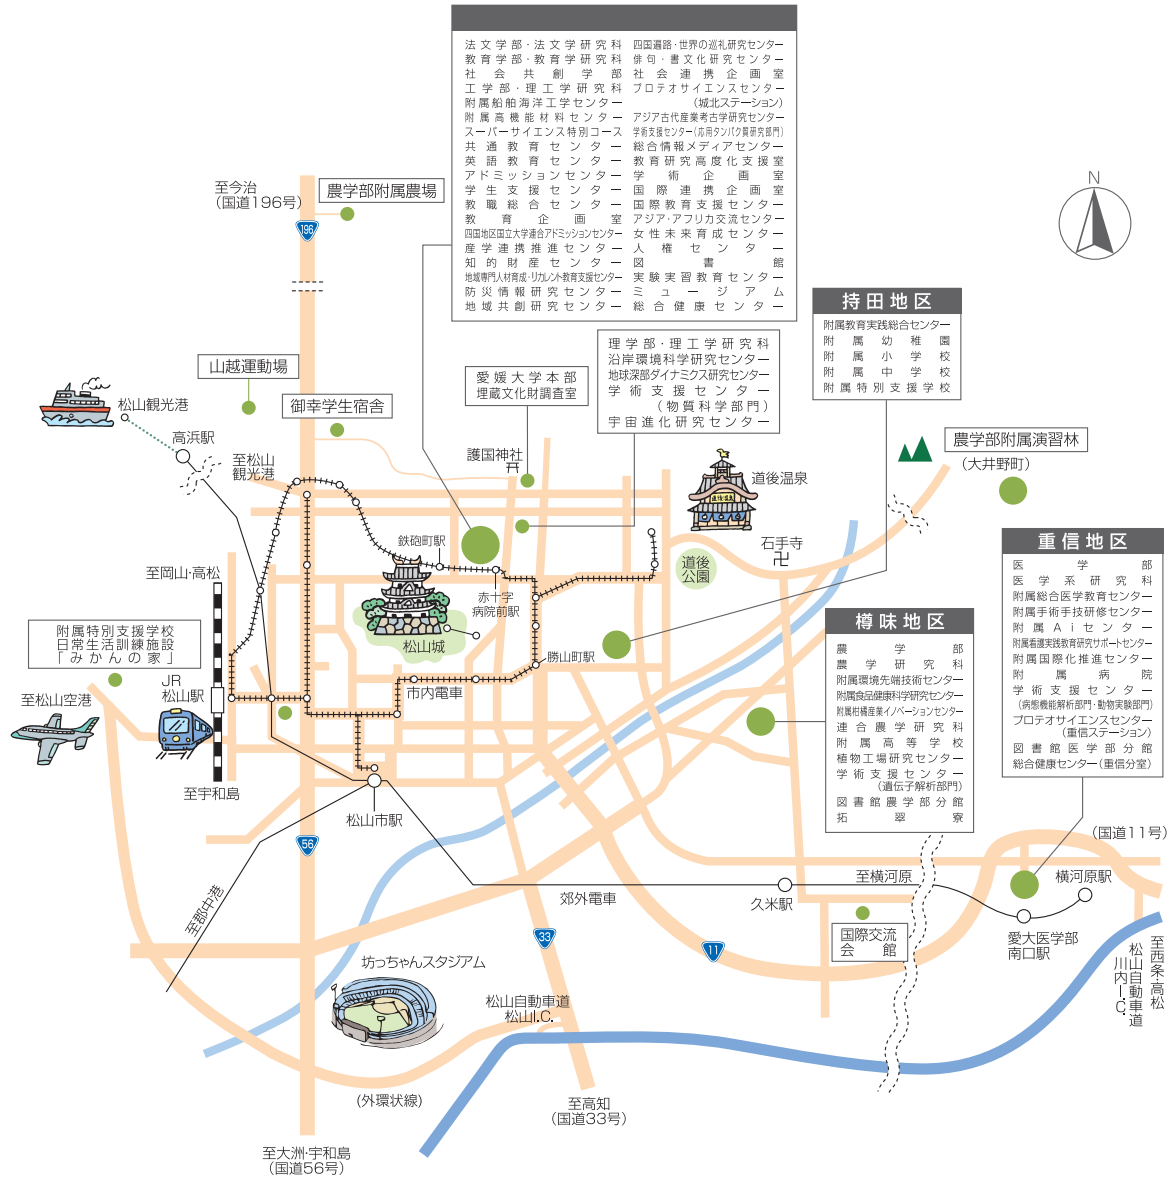 法文学部・法文学研究科
教育学部・教育学研究科
社会共創学部
工学部・理工学研究科
附属船舶海洋工学センター
附属高機能材料センター
スーパーサイエンス特別コース
共通教育センター
英語教育センター
アドミッションセンター
学生支援センター
教職総合センター
教育企画室
四国地区国立大学連合アドミッションセンター
産学連携推進センター
知的財産センター
地域専門人材育成・リカレント教育支援センター
防災情報研究センター
地域共創研究センター
四国遍路・世界の巡礼研究センター
俳句・書文化研究センター
社会連携企画室
プロテオサイエンスセンター
(城北ステーション)
アジア古代産業考古学研究センター
学術支援センター(応用タンパク質研究部門)
総合情報メディアセンター
教育研究高度化支援室
学術企画室
国際連携企画室
国際教育支援センター
アジア・アフリカ交流センター
女性未来育成センター
人権センター
図書館
実験実習教育センター
ミュージアム
総合健康センター
至今治
(国道196号)
農学部附属農場
196
N
持田地区
附属教育実践総合センター
附属幼稚園
附属小学校
附属中学校
附属特別支援学校
理学部・理工学研究科
沿岸環境科学研究センター
地球深部ダイナミクス研究センター
学術支援センター
(物質科学部門)
宇宙進化研究センター
愛媛大学本部
埋蔵文化財調査室
山越運動場
御幸学生宿舎
松山観光港
高浜駅
至松山
観光港
護国神社
道後温泉
農学部附属演習林
(大井野町)
重信地区
医学部
医学系研究科
附属総合医学教育センター
附属手術手技研修センター
附属Aiセンター
附属看護実践教育研究サポートセンター
附属国際化推進センター
附属病院
学術支援センター
(病態機能解析部門・動物実験部門)
プロテオサイエンスセンター
(重信ステーション)
図書館医学部分館
総合健康センター(重信分室)
鉄砲町駅
石手寺
道後
公園
至岡山・高松
赤十字
病院前駅
樽味地区
農学部
農学研究科
附属環境先端技術センター
附属食品健康科学研究センター
附属柑橘産業イノベーションセンター
連合農学研究科
附属高等学校
植物工場研究センター
学術支援センター
(遺伝子解析部門)
図書館農学部分館
拓翠寮
附属特別支援学校
日常生活訓練施設
「みかんの家」
松山城
勝山町駅
JR
松山駅
市内電車
至松山空港
至宇和島
松山市駅
56
(国道11号)
至郡中港
郊外電車
久米駅
至横河原
横河原駅
国際交流
会館
愛大医学部
南口駅
33
11
至西条・高松
松山自動車道
川内I.C.
坊っちゃんスタジアム
松山自動車道
松山I.C.
(外環状線)
至高知
(国道33号)
至大洲・宇和島
(国道56号)